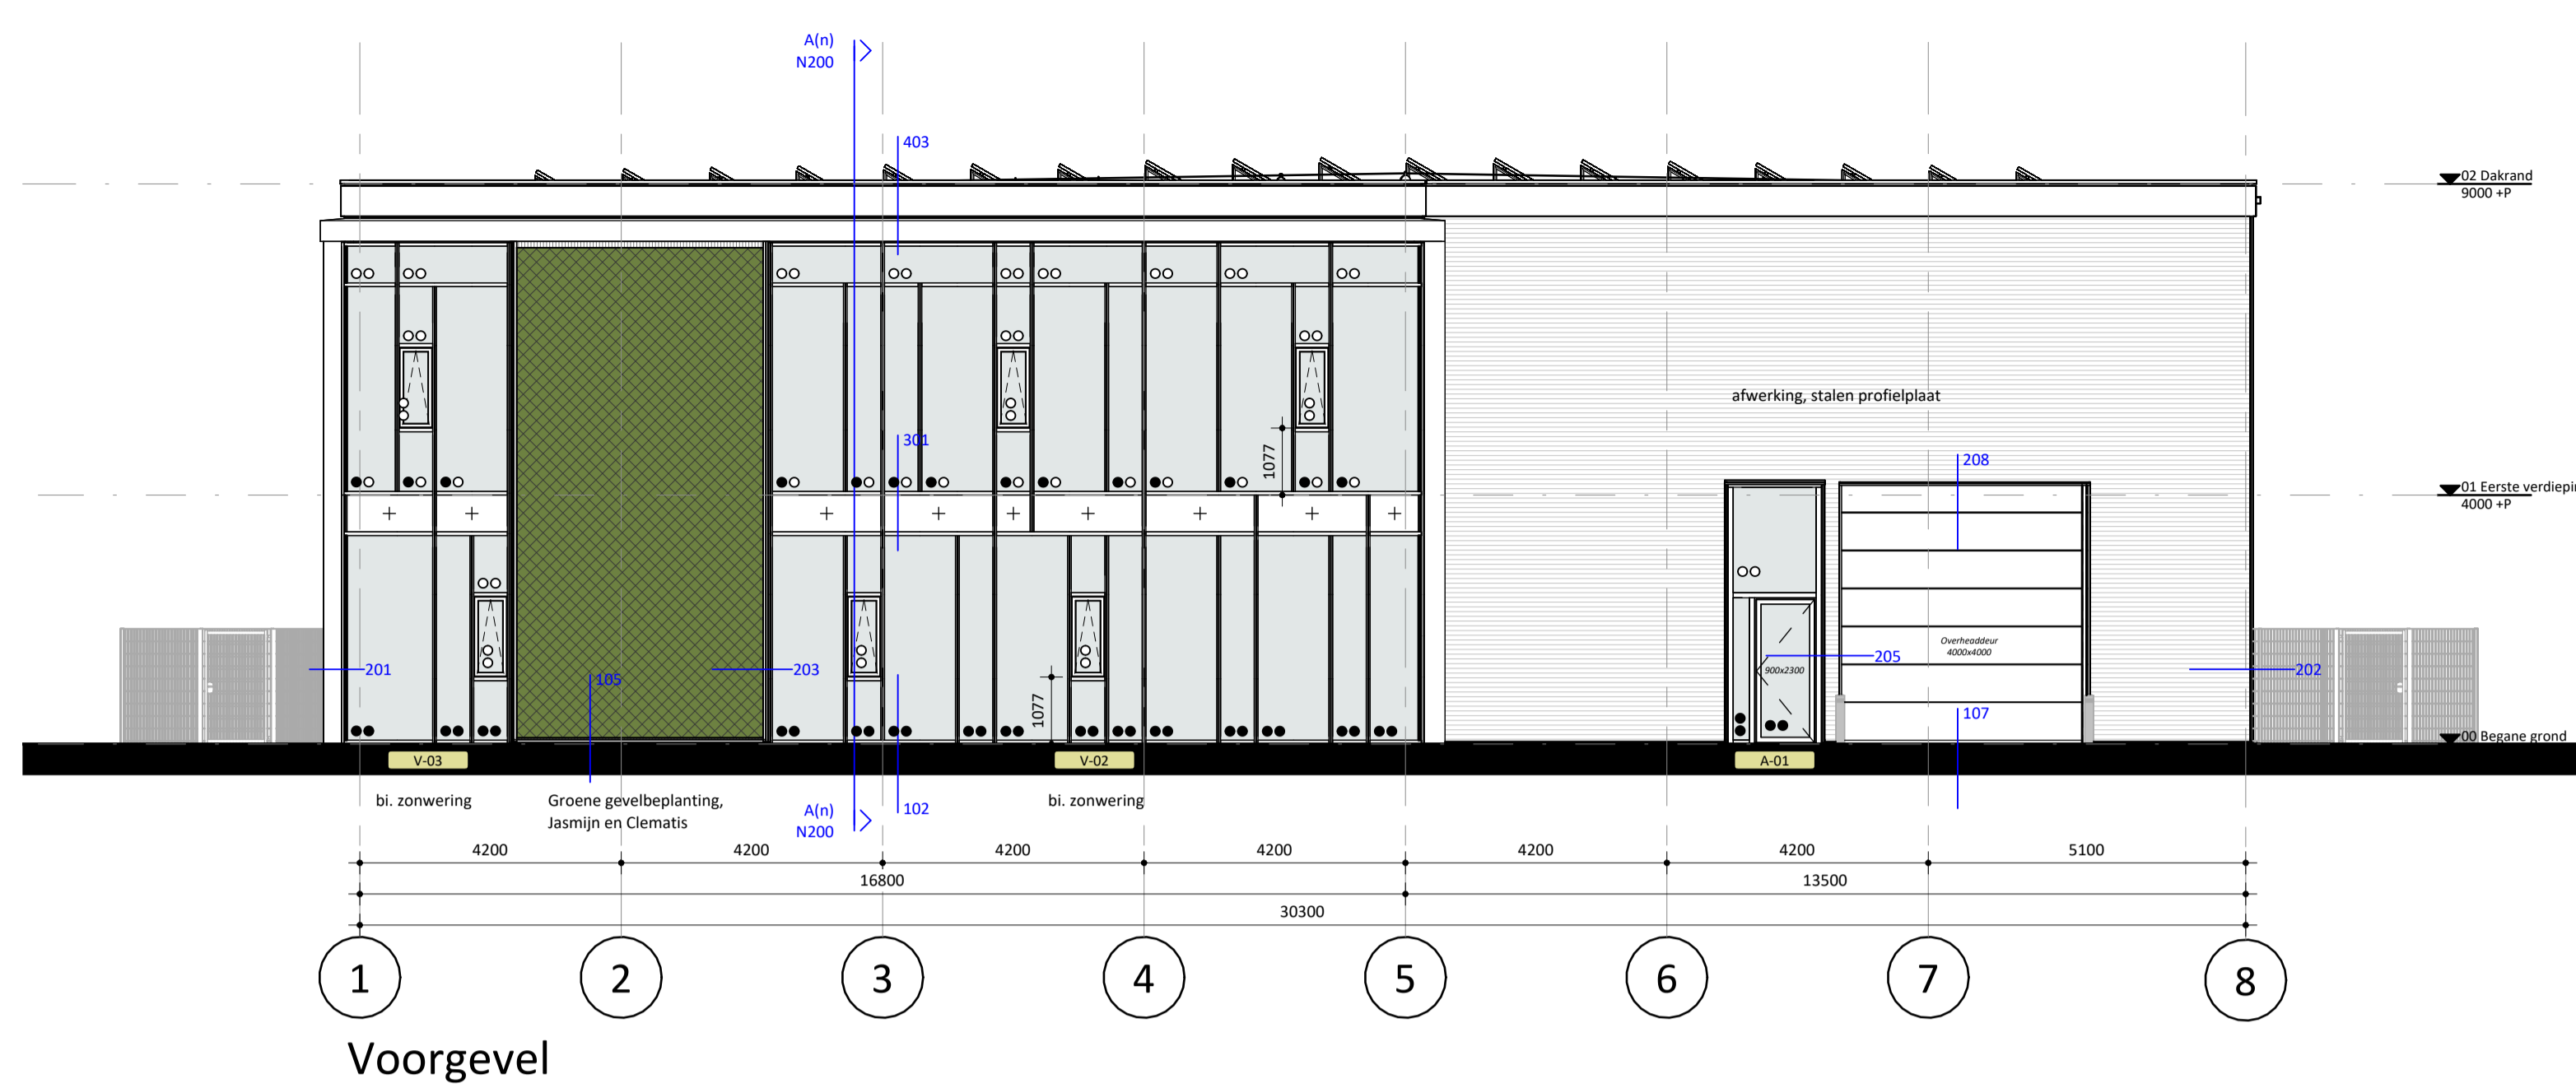 A(n)
N200
403
02 Dakrand
9000 +P
afwerking, stalen profielplaat
301
1077
208
01 Eerste verdiepin
4000 +P
Overheaddeur
4000x4000
205
900x2300
201
203
202
105
1077
107
00 Begane grond
V-03
V-02
A-01
bi. zonwering
Groene gevelbeplanting,
Jasmijn en Clematis
A(n)
N200
102
bi. zonwering
4200 4200 4200 4200 4200 4200 5100
16800 13500
30300
1 2 3 4 5 6 7 8
Voorgevel